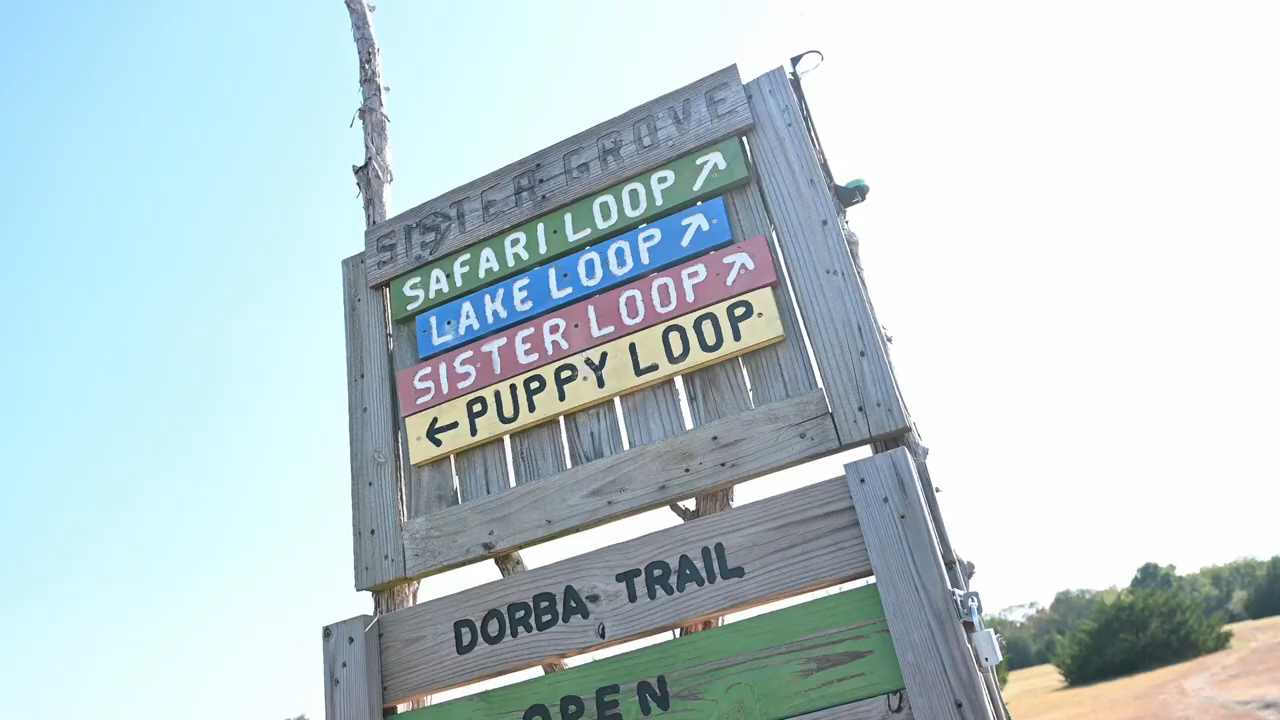 SISTER GROVE
SAFARI LOOP ↗
LAKE LOOP ↗
SISTER LOOP ↗
← PUPPY LOOP
DORBA TRAIL
OPEN